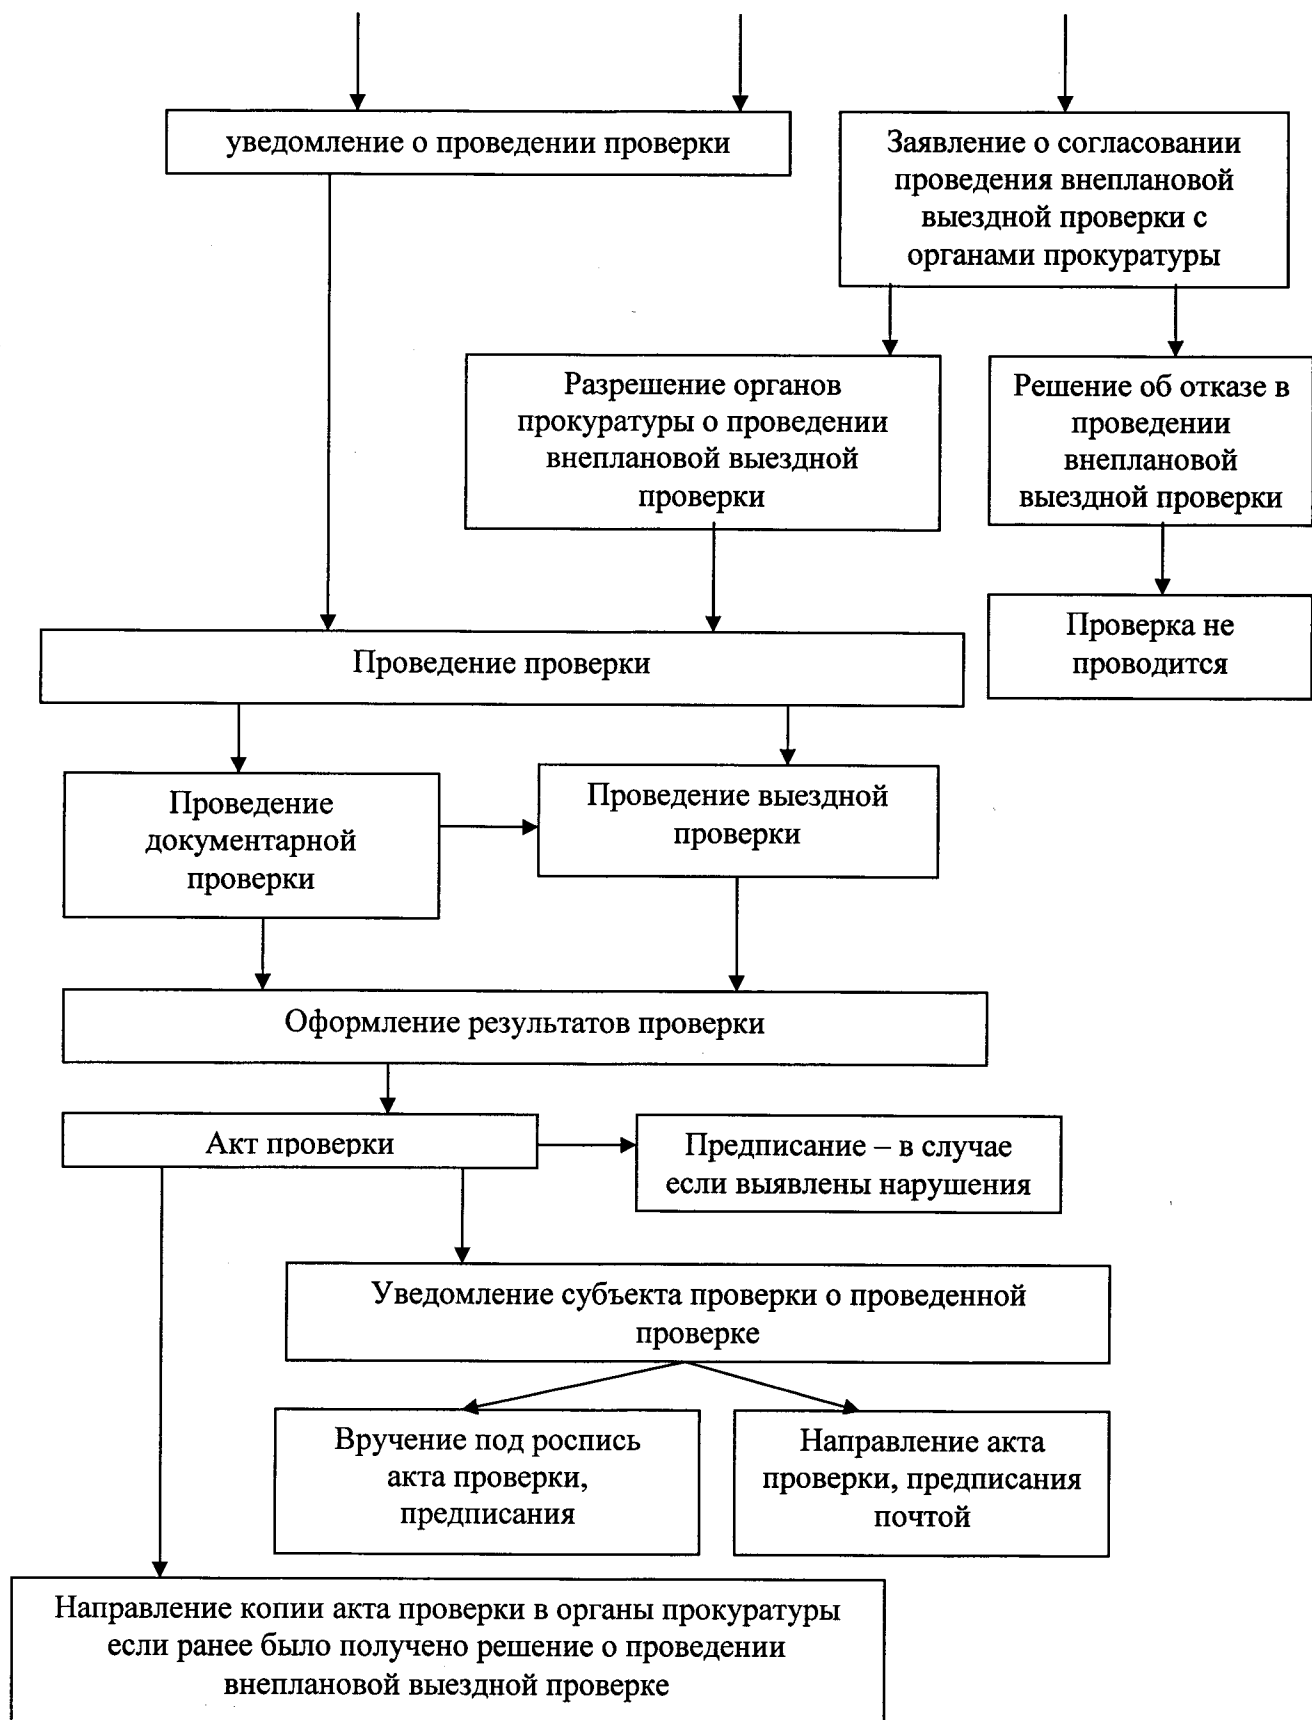 уведомление о проведении проверки
Заявление о согласовании
проведения внеплановой
выездной проверки с
органами прокуратуры
Разрешение органов
прокуратуры о проведении
внеплановой выездной
проверки
Решение об отказе в
проведении
внеплановой
выездной проверки
Проверка не
проводится
Проведение проверки
Проведение
документарной
проверки
Проведение выездной
проверки
Оформление результатов проверки
Акт проверки
Предписание – в случае
если выявлены нарушения
Уведомление субъекта проверки о проведенной
проверке
Вручение под роспись
акта проверки,
предписания
Направление акта
проверки, предписания
почтой
Направление копии акта проверки в органы прокуратуры
если ранее было получено решение о проведении
внеплановой выездной проверке